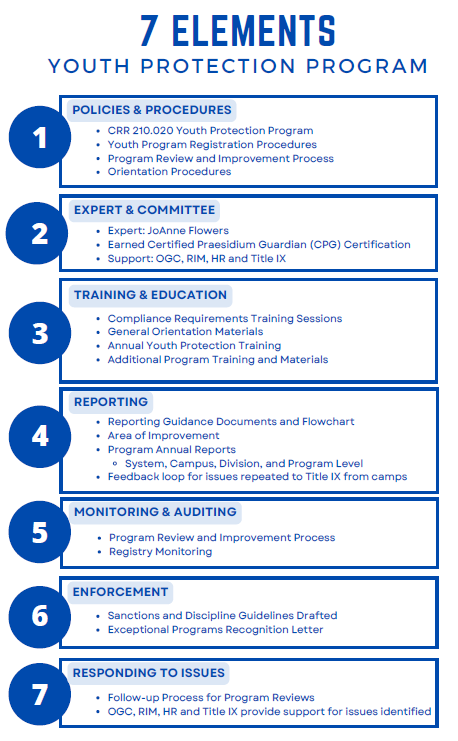 7 ELEMENTS
YOUTH PROTECTION PROGRAM
1
POLICIES & PROCEDURES
• CRR 210.020 Youth Protection Program
• Youth Program Registration Procedures
• Program Review and Improvement Process
• Orientation Procedures
2
EXPERT & COMMITTEE
• Expert: JoAnne Flowers
• Earned Certified Praesidium Guardian (CPG) Certification
• Support: OGC, RIM, HR and Title IX
3
TRAINING & EDUCATION
• Compliance Requirements Training Sessions
• General Orientation Materials
• Annual Youth Protection Training
• Additional Program Training and Materials
4
REPORTING
• Reporting Guidance Documents and Flowchart
• Area of Improvement
• Program Annual Reports
◦ System, Campus, Division, and Program Level
• Feedback loop for issues repeated to Title IX from camps
5
MONITORING & AUDITING
• Program Review and Improvement Process
• Registry Monitoring
6
ENFORCEMENT
• Sanctions and Discipline Guidelines Drafted
• Exceptional Programs Recognition Letter
7
RESPONDING TO ISSUES
• Follow-up Process for Program Reviews
• OGC, RIM, HR and Title IX provide support for issues identified